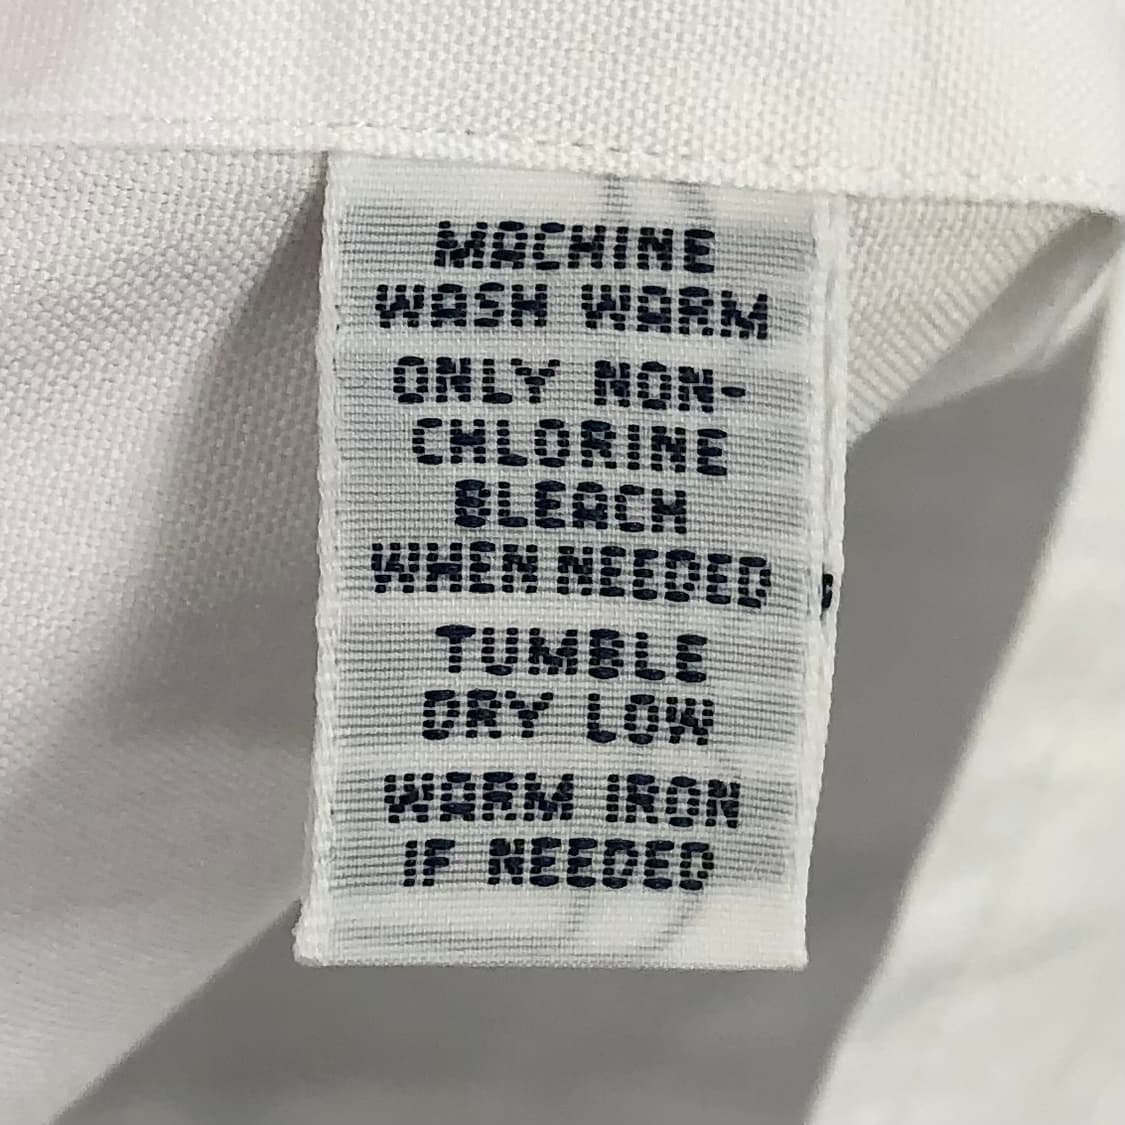 MACHINE
WASH WARM
ONLY NON-
CHLORINE
BLEACH
WHEN NEEDED
TUMBLE
DRY LOW
WARM IRON
IF NEEDED